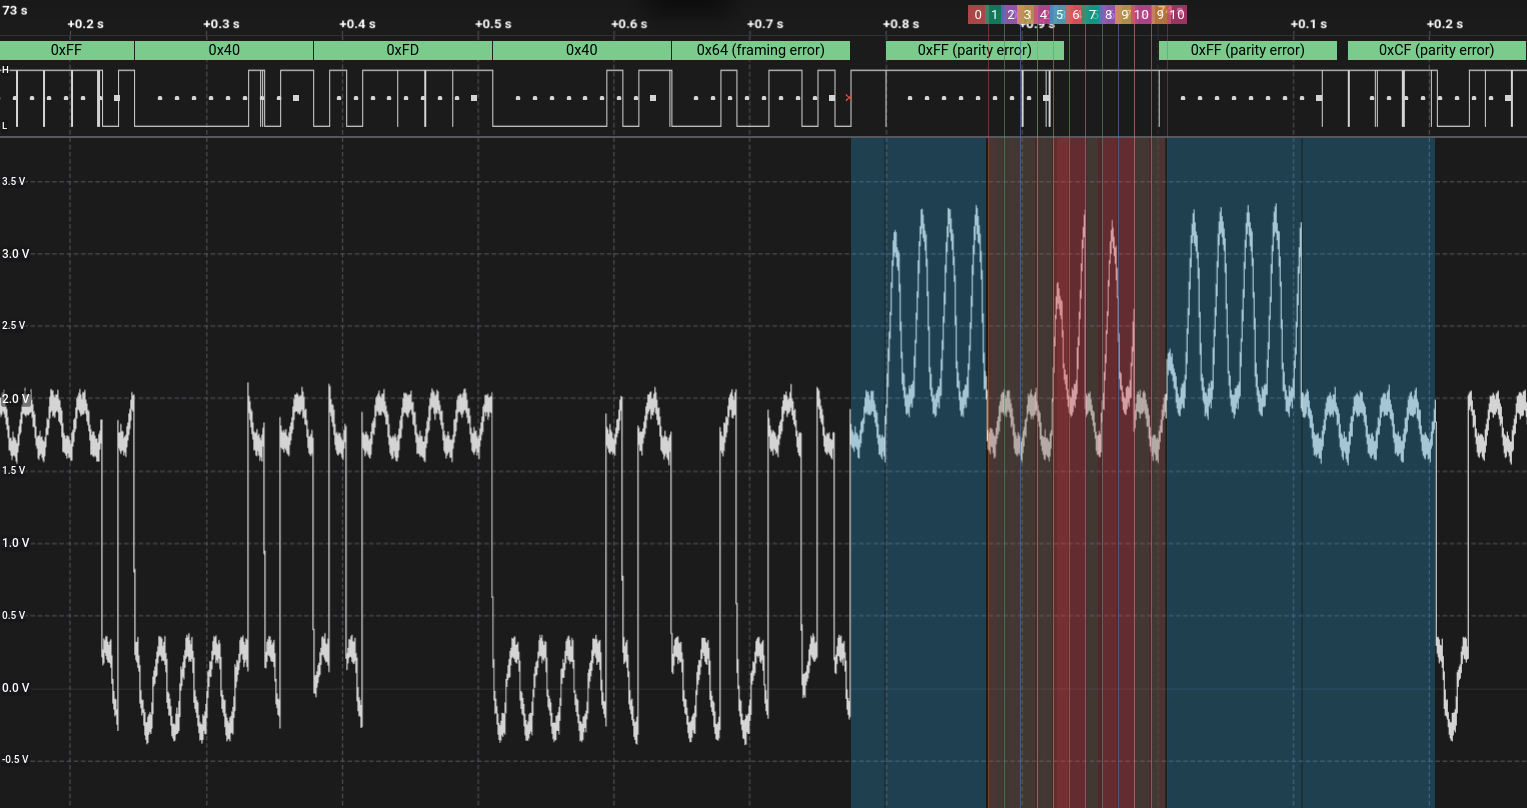 73 s
+0.2 s +0.3 s +0.4 s +0.5 s +0.6 s +0.7 s +0.8 s +0.9 s +0.1 s +0.2 s
0 1 2 3 4 5 6 7 8 9 10 9 10
0xFF 0x40 0xFD 0x40 0x64 (framing error) 0xFF (parity error) 0xFF (parity error) 0xCF (parity error)
H
L
3.5 V
3.0 V
2.5 V
2.0 V
1.5 V
1.0 V
0.5 V
0.0 V
-0.5 V